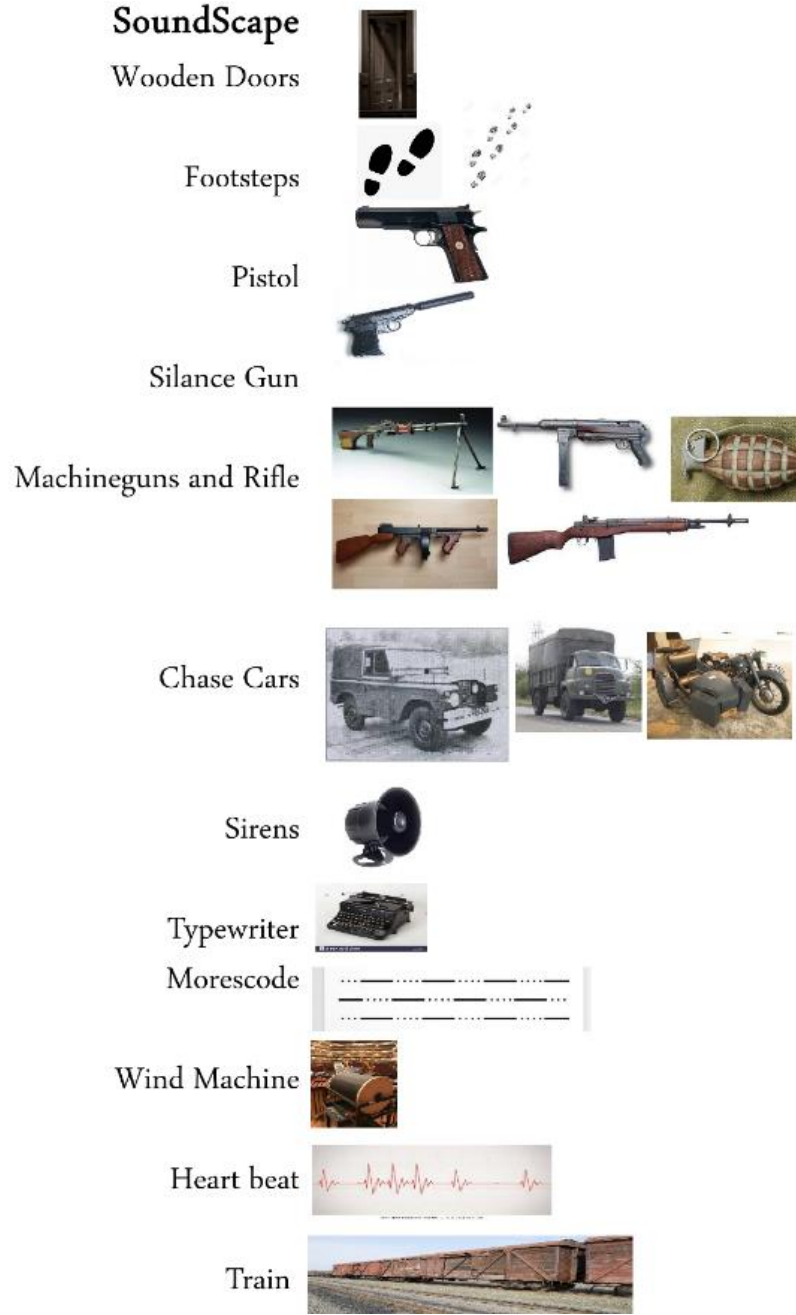 SoundScape
Wooden Doors
Footsteps
Pistol
Silance Gun
Machineguns and Rifle
Chase Cars
Sirens
Typewriter
Morescode
Wind Machine
Heart beat
Train